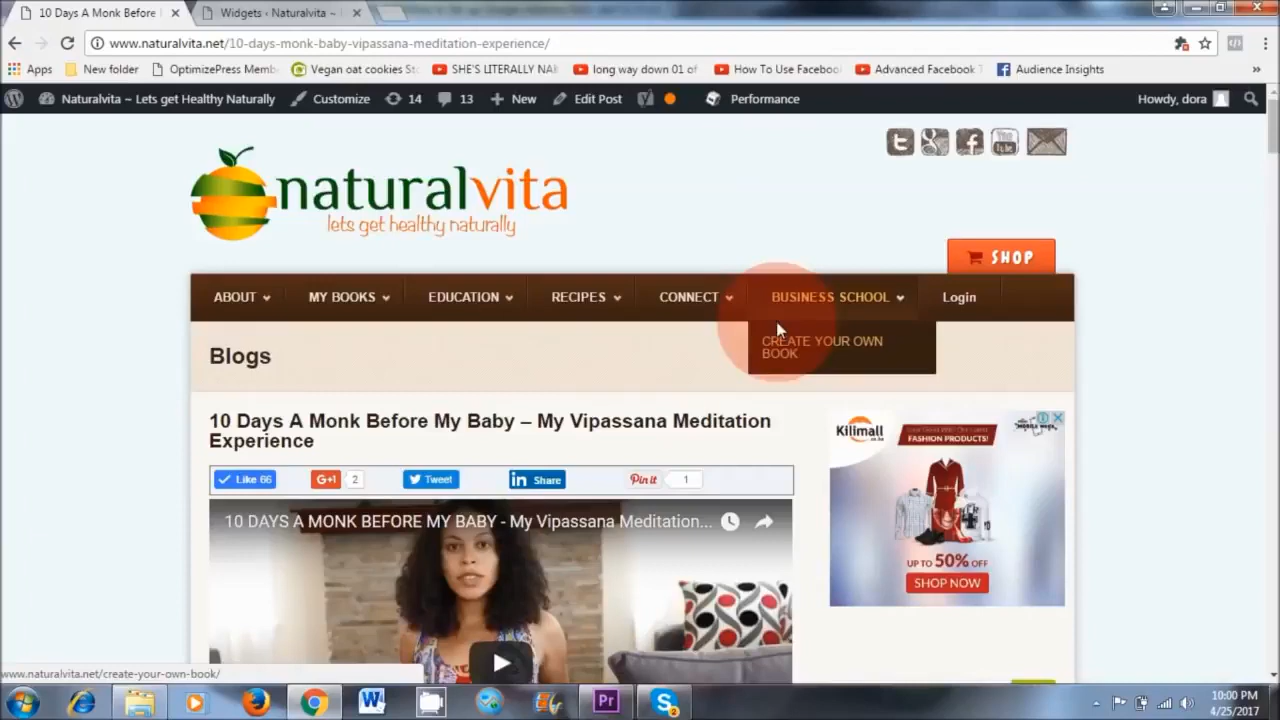 10 Days A Monk Before
Widgets ‹ Naturalvita ~
www.naturalvita.net/10-days-monk-baby-vipassana-meditation-experience/
Apps
New folder
OptimizePress Memb
Vegan oat cookies St
SHE'S LITERALLY NAI
long way down 01 of
How To Use Facebook
Advanced Facebook T
Audience Insights
»
Naturalvita ~ Lets get Healthy Naturally
Customize
14
13
New
Edit Post
Performance
Howdy, dora
naturalvita
lets get healthy naturally
SHOP
ABOUT
MY BOOKS
EDUCATION
RECIPES
CONNECT
BUSINESS SCHOOL
Login
CREATE YOUR OWN
BOOK
Blogs
10 Days A Monk Before My Baby – My Vipassana Meditation
Experience
Like 66
G+1
2
Tweet
in Share
Pin it
1
10 DAYS A MONK BEFORE MY BABY - My Vipassana Meditation...
Kilimall
FASHION PRODUCTS!
UP TO 50% OFF
SHOP NOW
www.naturalvita.net/create-your-own-book/
10:00 PM
4/25/2017